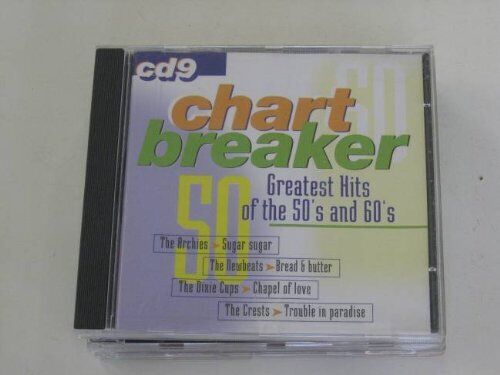 cd9
chart
breaker
60
50
Greatest Hits
of the 50's and 60's
The Archies ➤ Sugar sugar
The Newbeats ➤ Bread & butter
The Dixie Cups ➤ Chapel of love
The Crests ➤ Trouble in paradise